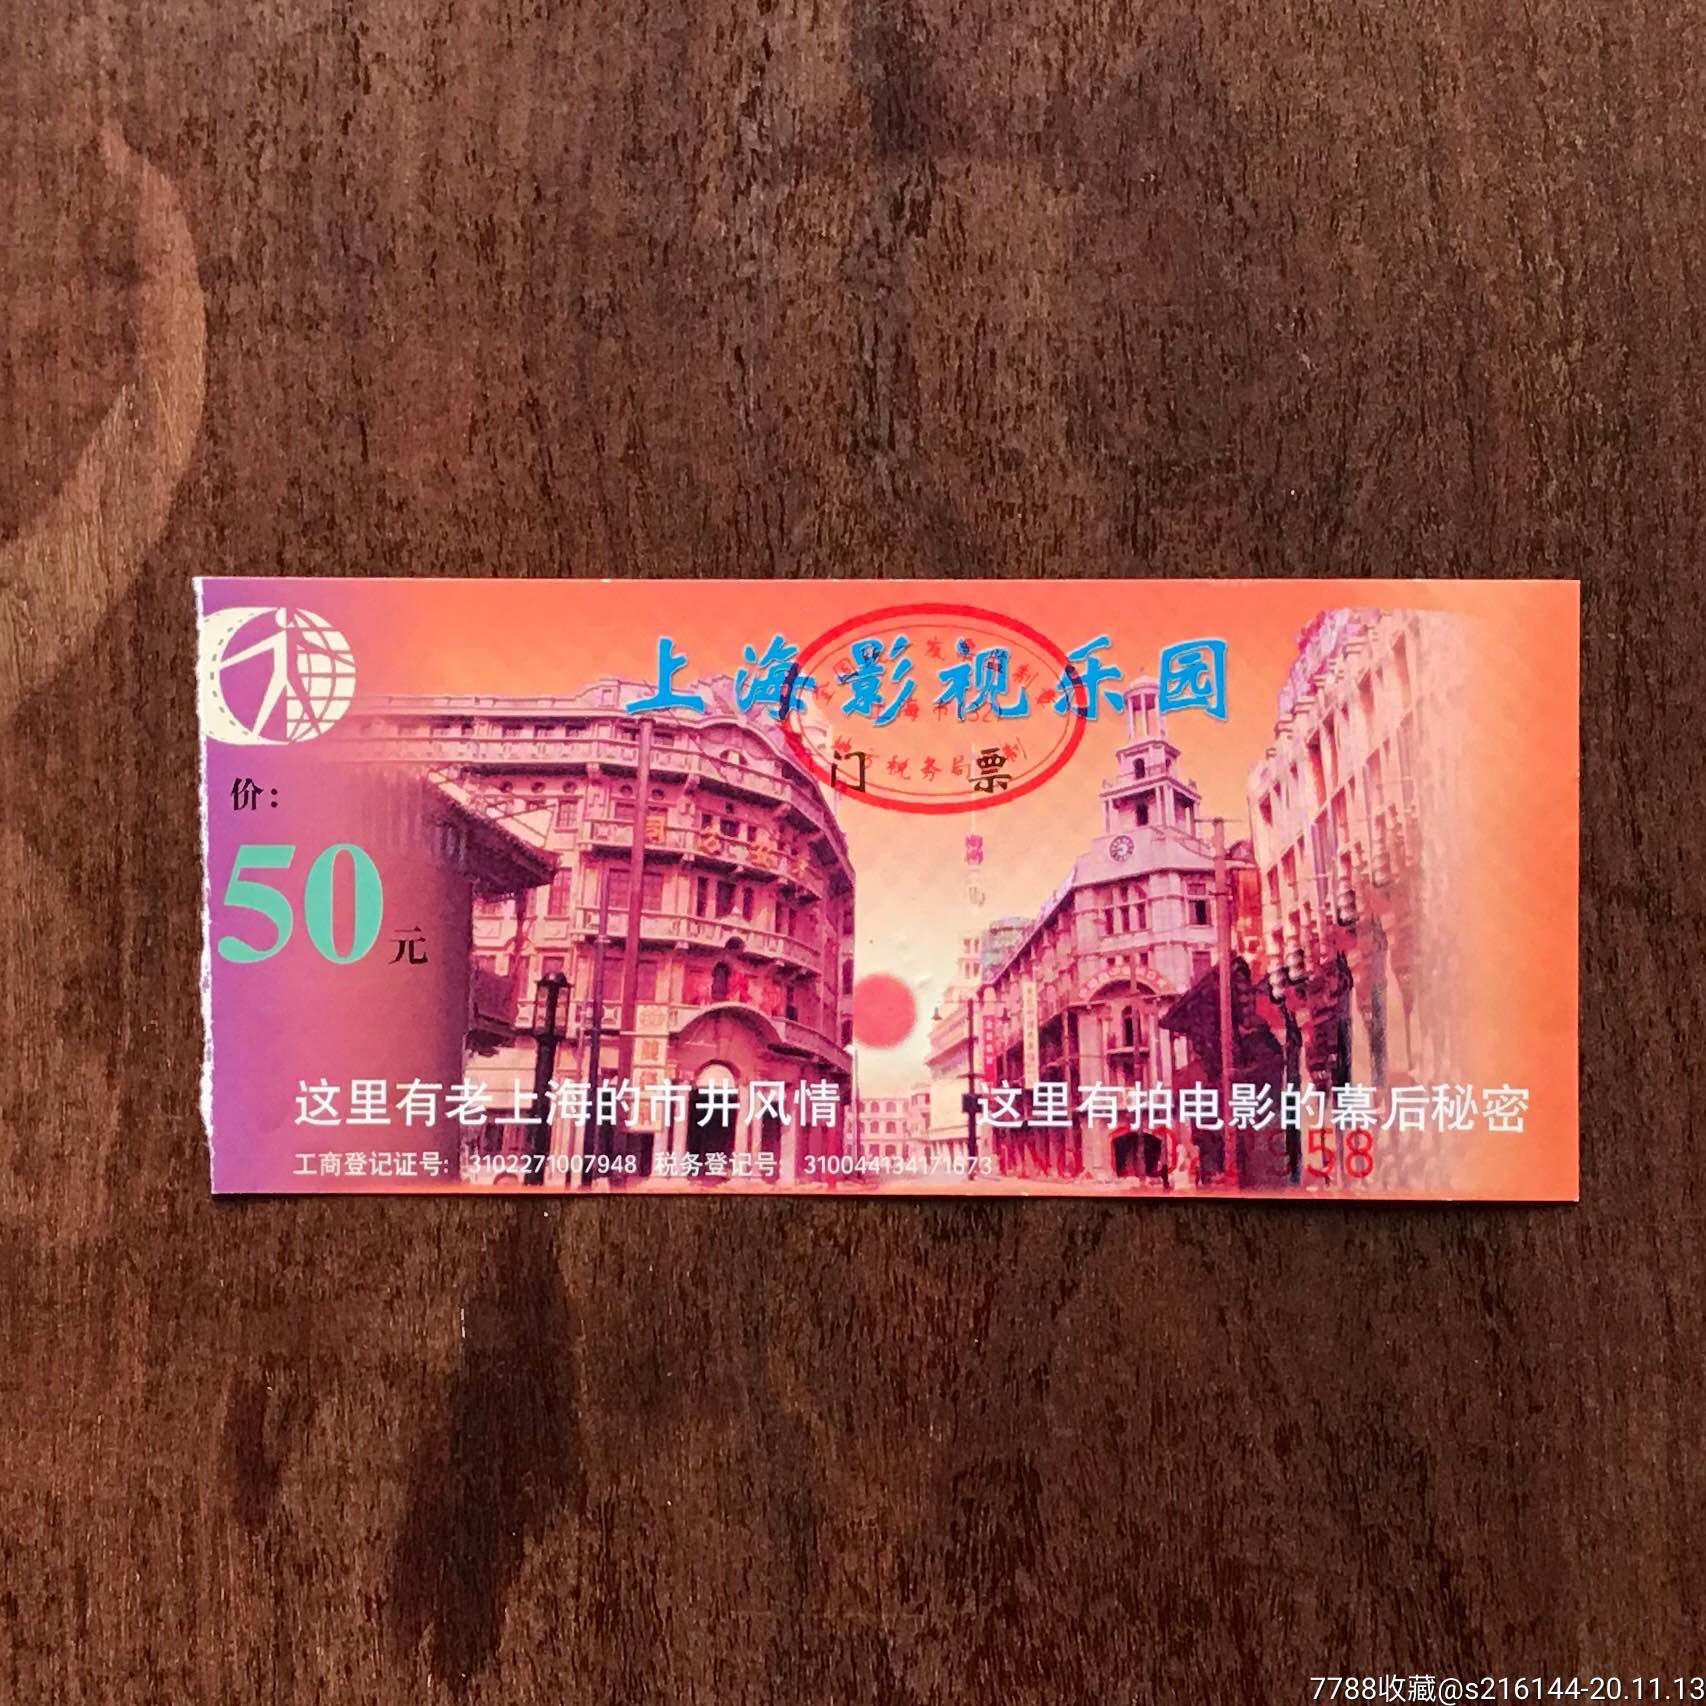 上海影视乐园
门 票
价：
50元
这里有老上海的市井风情 这里有拍电影的幕后秘密
工商登记证号: 3102271007948 税务登记号: 310044134171673
7788收藏@s216144-20.11.13